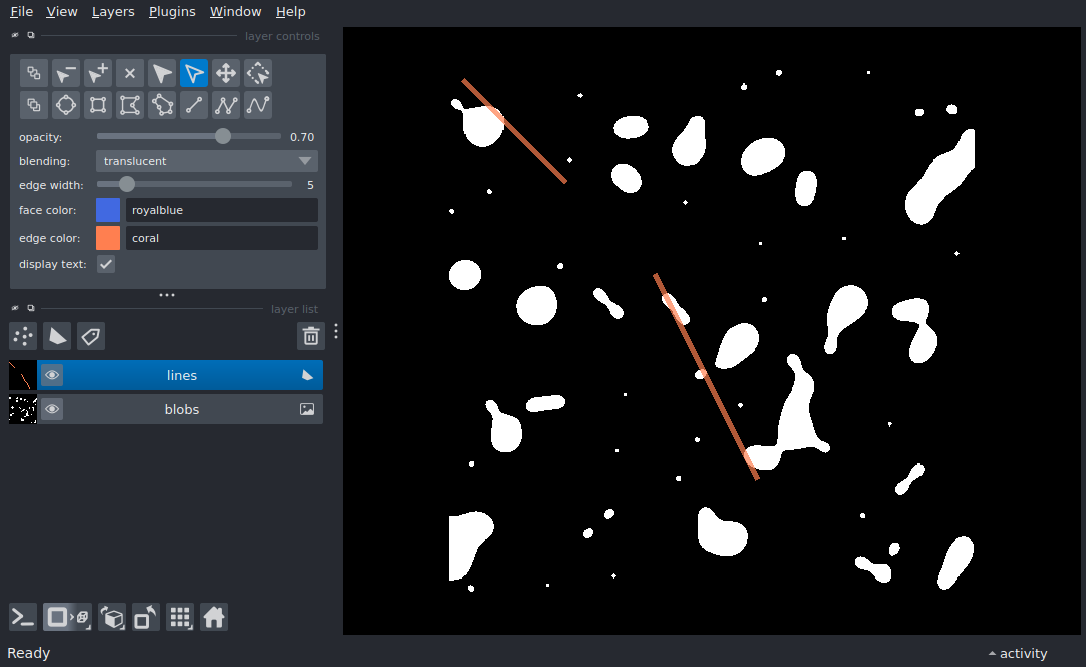 File View Layers Plugins Window Help
layer controls
opacity: 0.70
blending: translucent
edge width: 5
face color: royalblue
edge color: coral
display text:
layer list
lines
blobs
Ready
activity